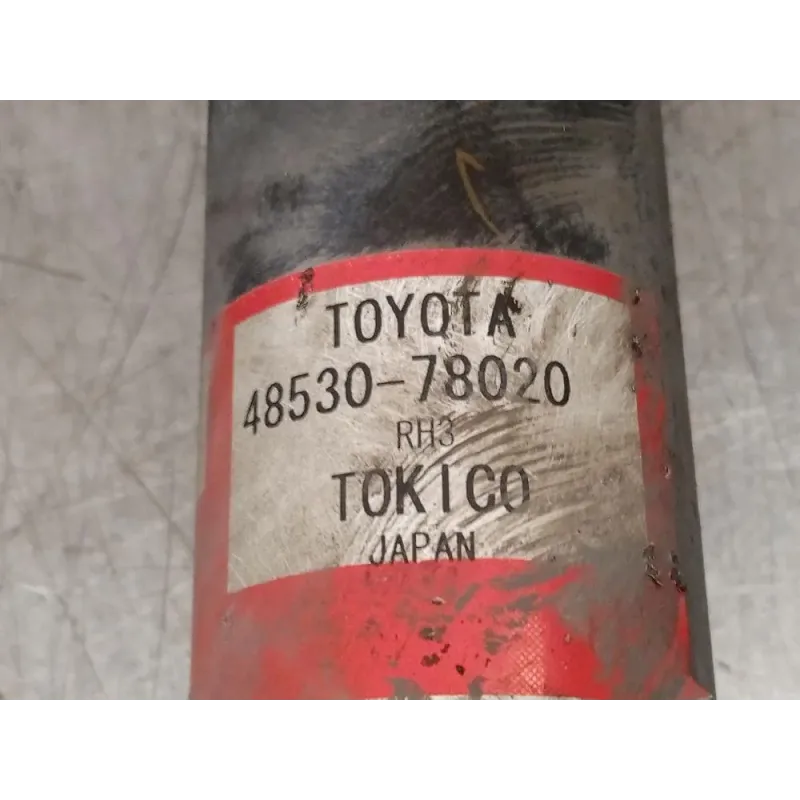 TOYOTA
48530-78020
RH3
TOKICO
JAPAN